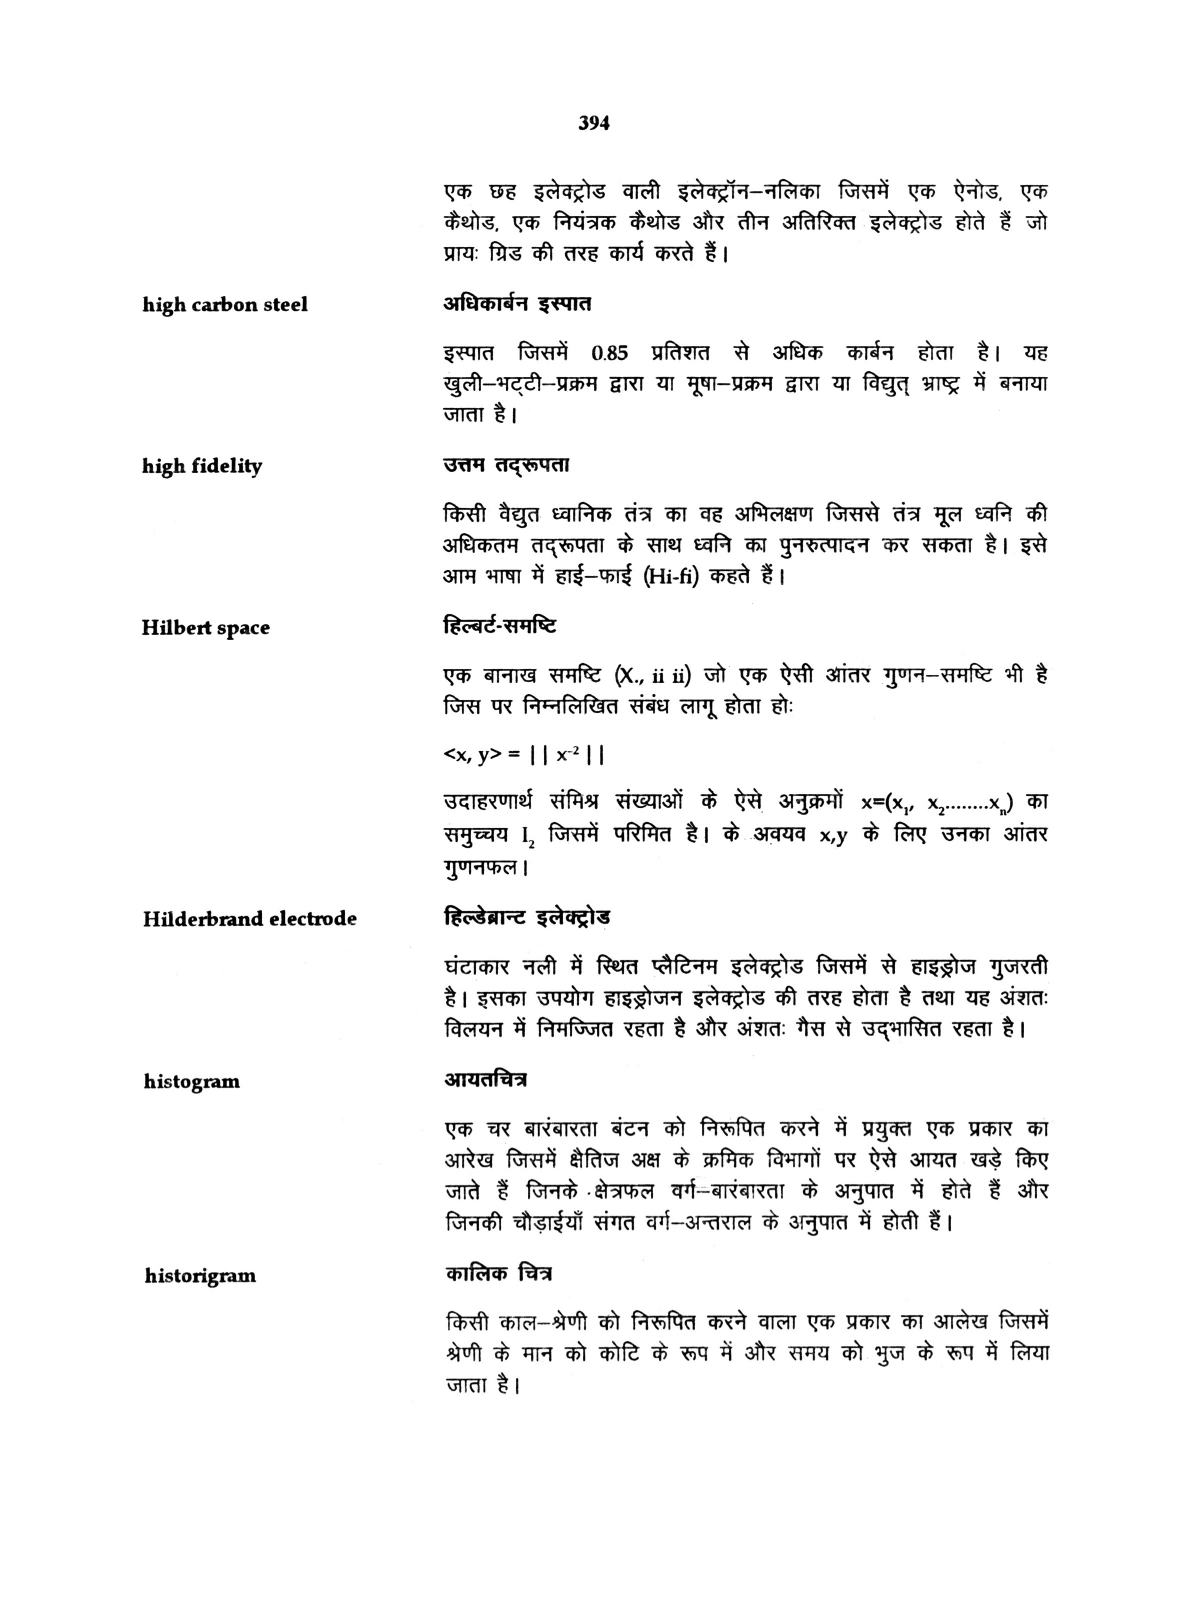 394
एक छह इलेक्ट्रोड वाली इलेक्ट्रॉन–नलिका जिसमें एक ऐनोड, एक
कैथोड, एक नियंत्रक कैथोड और तीन अतिरिक्त इलेक्ट्रोड होते हैं जो
प्रायः ग्रिड की तरह कार्य करते हैं।
high carbon steel अधिकार्बन इस्पात
इस्पात जिसमें 0.85 प्रतिशत से अधिक कार्बन होता है। यह
खुली–भट्टी–प्रक्रम द्वारा या मूषा–प्रक्रम द्वारा या विद्युत् भ्राष्ट्र में बनाया
जाता है।
high fidelity उत्तम तद्रूपता
किसी वैद्युत ध्वानिक तंत्र का वह अभिलक्षण जिससे तंत्र मूल ध्वनि की
अधिकतम तद्रूपता के साथ ध्वनि का पुनरुत्पादन कर सकता है। इसे
आम भाषा में हाई–फाई (Hi-fi) कहते हैं।
Hilbert space हिल्बर्ट-समष्टि
एक बानाख समष्टि (X., ii ii) जो एक ऐसी आंतर गुणन–समष्टि भी है
जिस पर निम्नलिखित संबंध लागू होता होः
<x, y> = || x⁻² ||
उदाहरणार्थ संमिश्र संख्याओं के ऐसे अनुक्रमों x=(x₁, x₂........xₙ) का
समुच्चय I₂ जिसमें परिमित है। के अवयव x,y के लिए उनका आंतर
गुणनफल।
Hilderbrand electrode हिल्डेब्रान्ट इलेक्ट्रोड
घंटाकार नली में स्थित प्लैटिनम इलेक्ट्रोड जिसमें से हाइड्रोज गुजरती
है। इसका उपयोग हाइड्रोजन इलेक्ट्रोड की तरह होता है तथा यह अंशतः
विलयन में निमज्जित रहता है और अंशतः गैस से उद्भासित रहता है।
histogram आयतचित्र
एक चर बारंबारता बंटन को निरूपित करने में प्रयुक्त एक प्रकार का
आरेख जिसमें क्षैतिज अक्ष के क्रमिक विभागों पर ऐसे आयत खड़े किए
जाते हैं जिनके क्षेत्रफल वर्ग–बारंबारता के अनुपात में होते हैं और
जिनकी चौड़ाईयाँ संगत वर्ग–अन्तराल के अनुपात में होती हैं।
historigram कालिक चित्र
किसी काल–श्रेणी को निरूपित करने वाला एक प्रकार का आलेख जिसमें
श्रेणी के मान को कोटि के रूप में और समय को भुज के रूप में लिया
जाता है।